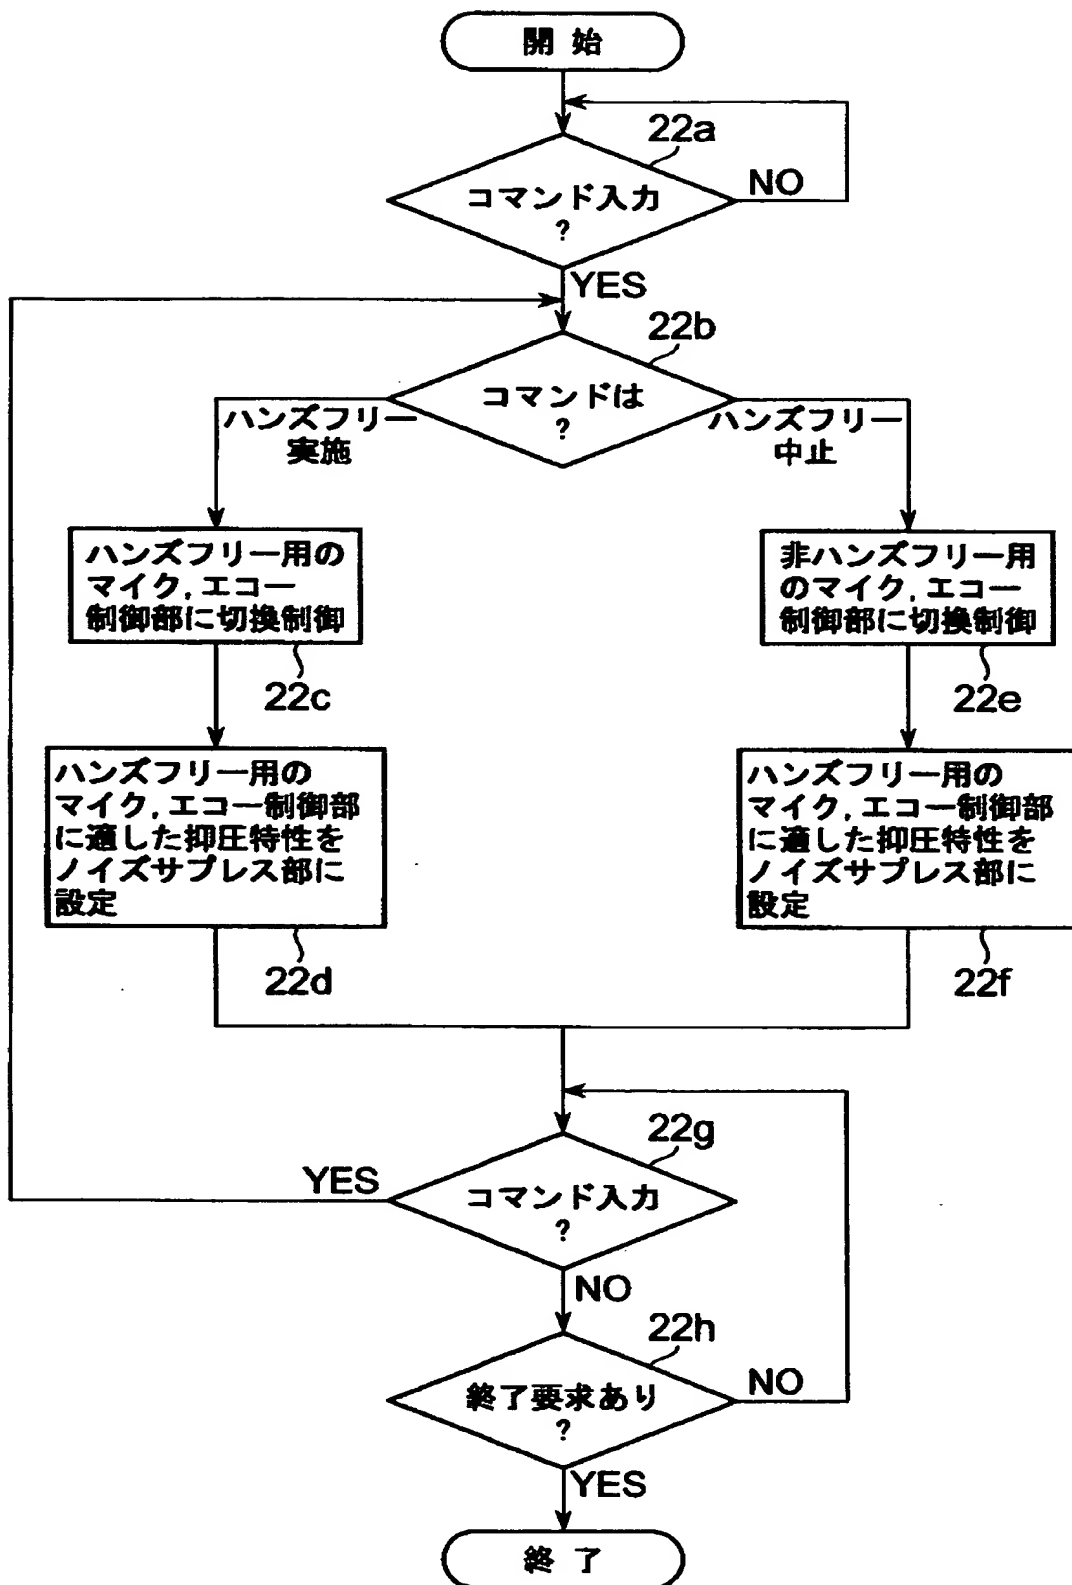 開始
22a
コマンド入力
?
NO
YES
22b
コマンドは
?
ハンズフリー
実施
ハンズフリー
中止
ハンズフリー用の
マイク,エコー
制御部に切換制御
22c
非ハンズフリー用
のマイク,エコー
制御部に切換制御
22e
ハンズフリー用の
マイク,エコー制御部
に適した抑圧特性を
ノイズサプレス部に
設定
22d
ハンズフリー用の
マイク,エコー制御部
に適した抑圧特性を
ノイズサプレス部に
設定
22f
22g
コマンド入力
?
YES
NO
22h
終了要求あり
?
NO
YES
終了